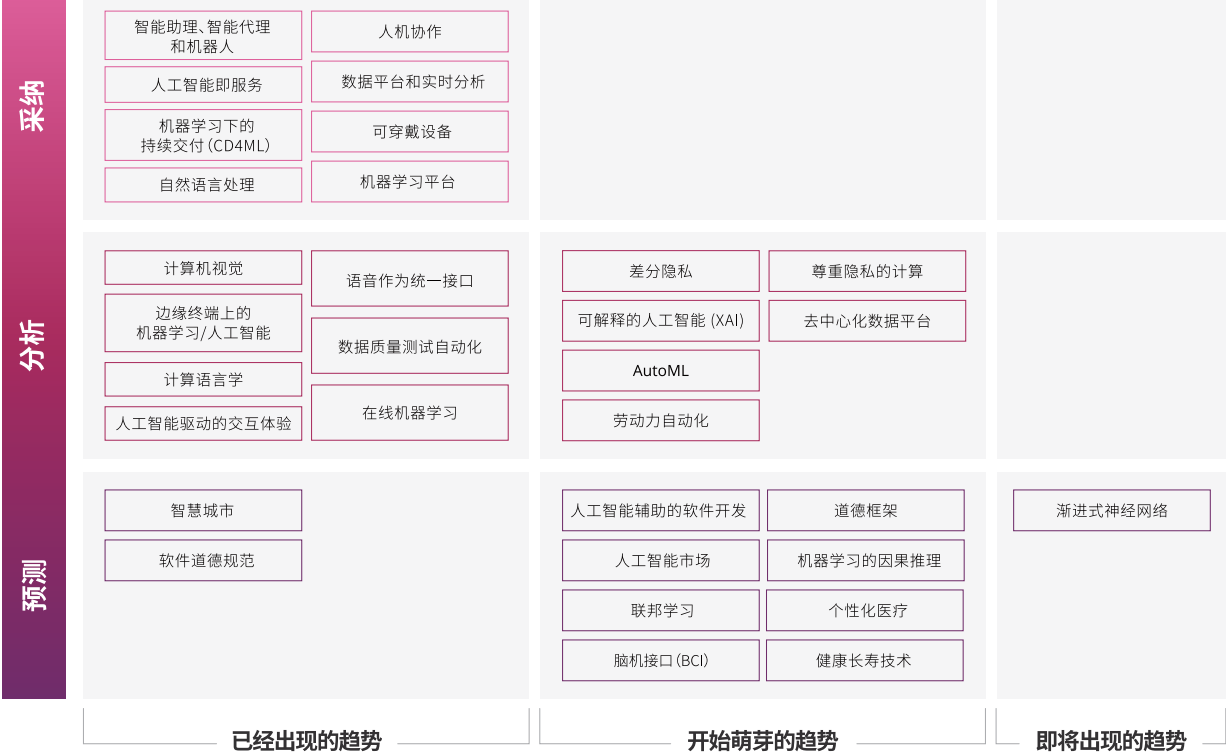 采纳
智能助理、智能代理
和机器人
人工智能即服务
机器学习下的
持续交付(CD4ML)
自然语言处理
人机协作
数据平台和实时分析
可穿戴设备
机器学习平台
分析
计算机视觉
边缘终端上的
机器学习/人工智能
计算语言学
人工智能驱动的交互体验
语音作为统一接口
数据质量测试自动化
在线机器学习
差分隐私
可解释的人工智能 (XAI)
AutoML
劳动力自动化
尊重隐私的计算
去中心化数据平台
预测
智慧城市
软件道德规范
人工智能辅助的软件开发
人工智能市场
联邦学习
脑机接口(BCI)
道德框架
机器学习的因果推理
个性化医疗
健康长寿技术
渐进式神经网络
已经出现的趋势
开始萌芽的趋势
即将出现的趋势